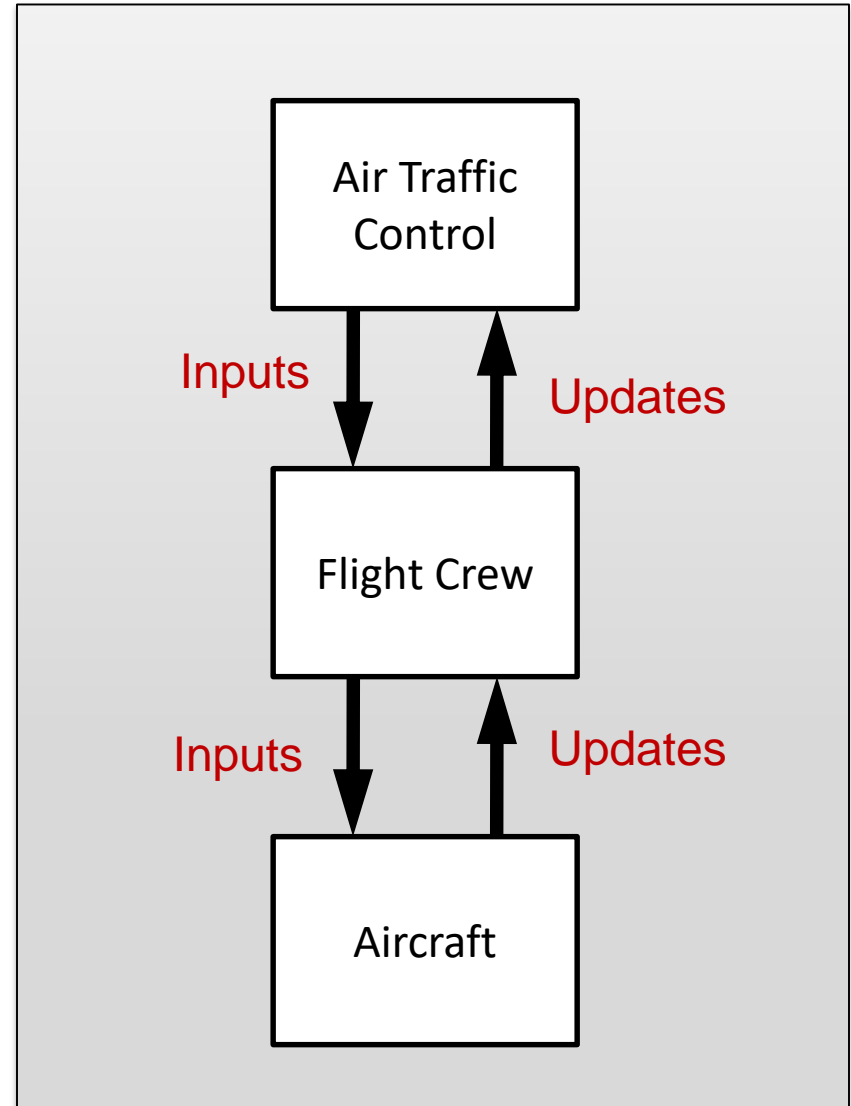 Air Traffic
Control
Inputs
Updates
Flight Crew
Inputs
Updates
Aircraft